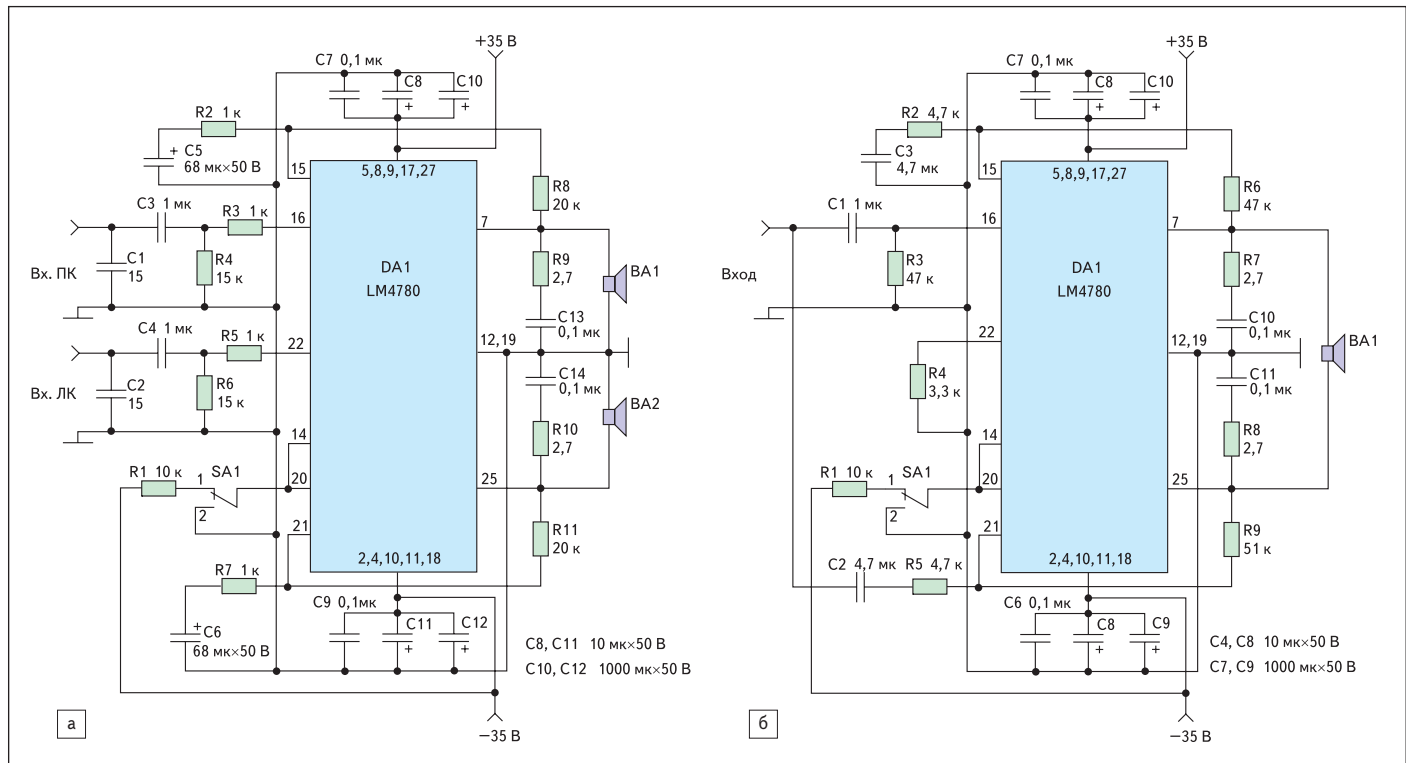 +35 В
C7 0,1 мк
C8
C10
R2 1 к
+ C5
68 мк×50 В
15
5,8,9,17,27
R8
20 к
C3 1 мк
R3 1 к
16
7
Вх. ПК
C1
15
R4
15 к
DA1
LM4780
R9
2,7
BA1
C13
0,1 мк
C4 1 мк
R5 1 к
22
12,19
C14
0,1 мк
Вх. ЛК
C2
15
R6
15 к
BA2
R10
2,7
14
R1 10 к
1
SA1
20
25
2
21
R11
20 к
R7 1 к
2,4,10,11,18
C9 0,1мк
C11
C12
+ C6
68 мк×50 В
+
+
+
+
C8, C11 10 мк×50 В
C10, C12 1000 мк×50 В
а
−35 В
+35 В
C7 0,1 мк
C8
C10
R2 4,7 к
C3
4,7 мк
15
5,8,9,17,27
R6
47 к
C1 1 мк
16
7
Вход
R3
47 к
DA1
LM4780
R7
2,7
C10
0,1 мк
22
12,19
BA1
R4
3,3 к
C11
0,1 мк
R8
2,7
14
R1 10 к
1
SA1
20
25
2
21
R9
51 к
C2 4,7 мк
R5 4,7 к
2,4,10,11,18
C6 0,1 мк
C8
C9
+
+
+
+
C4, C8 10 мк×50 В
C7, C9 1000 мк×50 В
б
−35 В